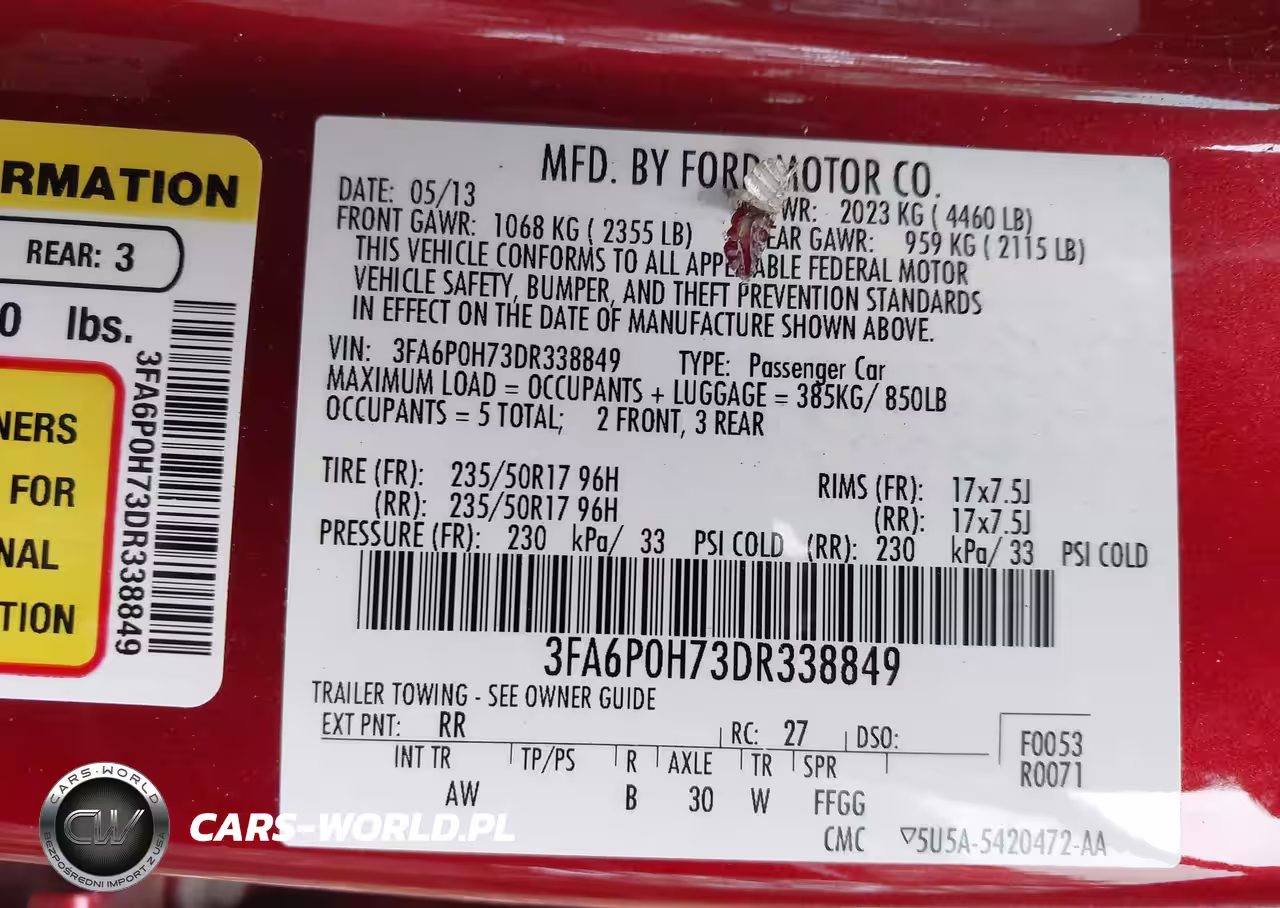 RMATION
REAR: 3
0 lbs.
NERS
FOR
NAL
TION
3FA6P0H73DR338849
MFD. BY FORD MOTOR CO.
DATE: 05/13 WR: 2023 KG ( 4460 LB)
FRONT GAWR: 1068 KG ( 2355 LB) EAR GAWR: 959 KG ( 2115 LB)
THIS VEHICLE CONFORMS TO ALL APPL ABLE FEDERAL MOTOR
VEHICLE SAFETY, BUMPER, AND THEFT PREVENTION STANDARDS
IN EFFECT ON THE DATE OF MANUFACTURE SHOWN ABOVE.
VIN: 3FA6P0H73DR338849 TYPE: Passenger Car
MAXIMUM LOAD = OCCUPANTS + LUGGAGE = 385KG/ 850LB
OCCUPANTS = 5 TOTAL; 2 FRONT, 3 REAR
TIRE (FR): 235/50R17 96H RIMS (FR): 17x7.5J
(RR): 235/50R17 96H (RR): 17x7.5J
PRESSURE (FR): 230 kPa/ 33 PSI COLD (RR): 230 kPa/ 33 PSI COLD
3FA6P0H73DR338849
TRAILER TOWING - SEE OWNER GUIDE
EXT PNT: RR RC: 27 DSO:
INT TR TP/PS R AXLE TR SPR
AW B 30 W FFGG
F0053
R0071
CMC ▽5U5A-5420472-AA
CARS-WORLD
CW
BEZPOŚREDNI IMPORT Z USA
CARS-WORLD.PL